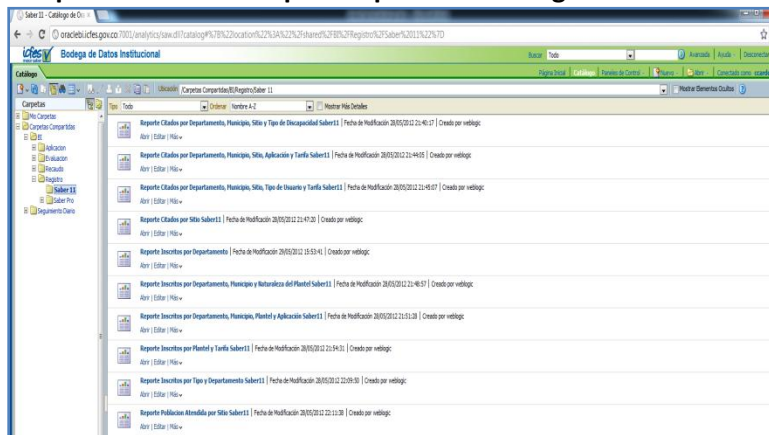 Saber 11 - Catálogo de Or
oraclebi.icfes.gov.co:7001/analytics/saw.dll?catalog#%7B%22location%22%3A%22%2Fshared%2FBI%2FRegistro%2FSaber%2011%22%7D
icfes Bodega de Datos Institucional
Buscar Todo Avanzada Ayuda Desconectar
Catálogo
Página Inicial Catálogo Paneles de Control Nuevo Abrir Conectado como
Ubicación /Carpetas Compartidas/BI/Registro/Saber 11 Mostrar Elementos Ocultos
Carpetas
Mis Carpetas
Carpetas Compartidas
BI
Aplicacion
Evaluacion
Recaudo
Registro
Saber 11
Saber Pro
Seguimiento Diario
Tipo Todo Ordenar Nombre A-Z Mostrar Más Detalles
Reporte Citados por Departamento, Municipio, Sitio y Tipo de Discapacidad Saber11 | Fecha de Modificación 28/05/2012 21:40:17 | Creado por weblogic
Abrir | Editar | Más
Reporte Citados por Departamento, Municipio, Sitio, Aplicación y Tarifa Saber11 | Fecha de Modificación 28/05/2012 21:44:05 | Creado por weblogic
Abrir | Editar | Más
Reporte Citados por Departamento, Municipio, Sitio, Tipo de Usuario y Tarifa Saber11 | Fecha de Modificación 28/05/2012 21:45:07 | Creado por weblogic
Abrir | Editar | Más
Reporte Citados por Sitio Saber11 | Fecha de Modificación 28/05/2012 21:47:20 | Creado por weblogic
Abrir | Editar | Más
Reporte Inscritos por Departamento | Fecha de Modificación 29/05/2012 15:53:41 | Creado por weblogic
Abrir | Editar | Más
Reporte Inscritos por Departamento, Municipio y Naturaleza del Plantel Saber11 | Fecha de Modificación 28/05/2012 21:48:57 | Creado por weblogic
Abrir | Editar | Más
Reporte Inscritos por Departamento, Municipio, Plantel y Aplicación Saber11 | Fecha de Modificación 28/05/2012 21:51:28 | Creado por weblogic
Abrir | Editar | Más
Reporte Inscritos por Plantel y Tarifa Saber11 | Fecha de Modificación 28/05/2012 21:54:31 | Creado por weblogic
Abrir | Editar | Más
Reporte Inscritos por Tipo y Departamento Saber11 | Fecha de Modificación 28/05/2012 22:09:50 | Creado por weblogic
Abrir | Editar | Más
Reporte Poblacion Atendida por Sitio Saber11 | Fecha de Modificación 28/05/2012 22:11:38 | Creado por weblogic
Abrir | Editar | Más